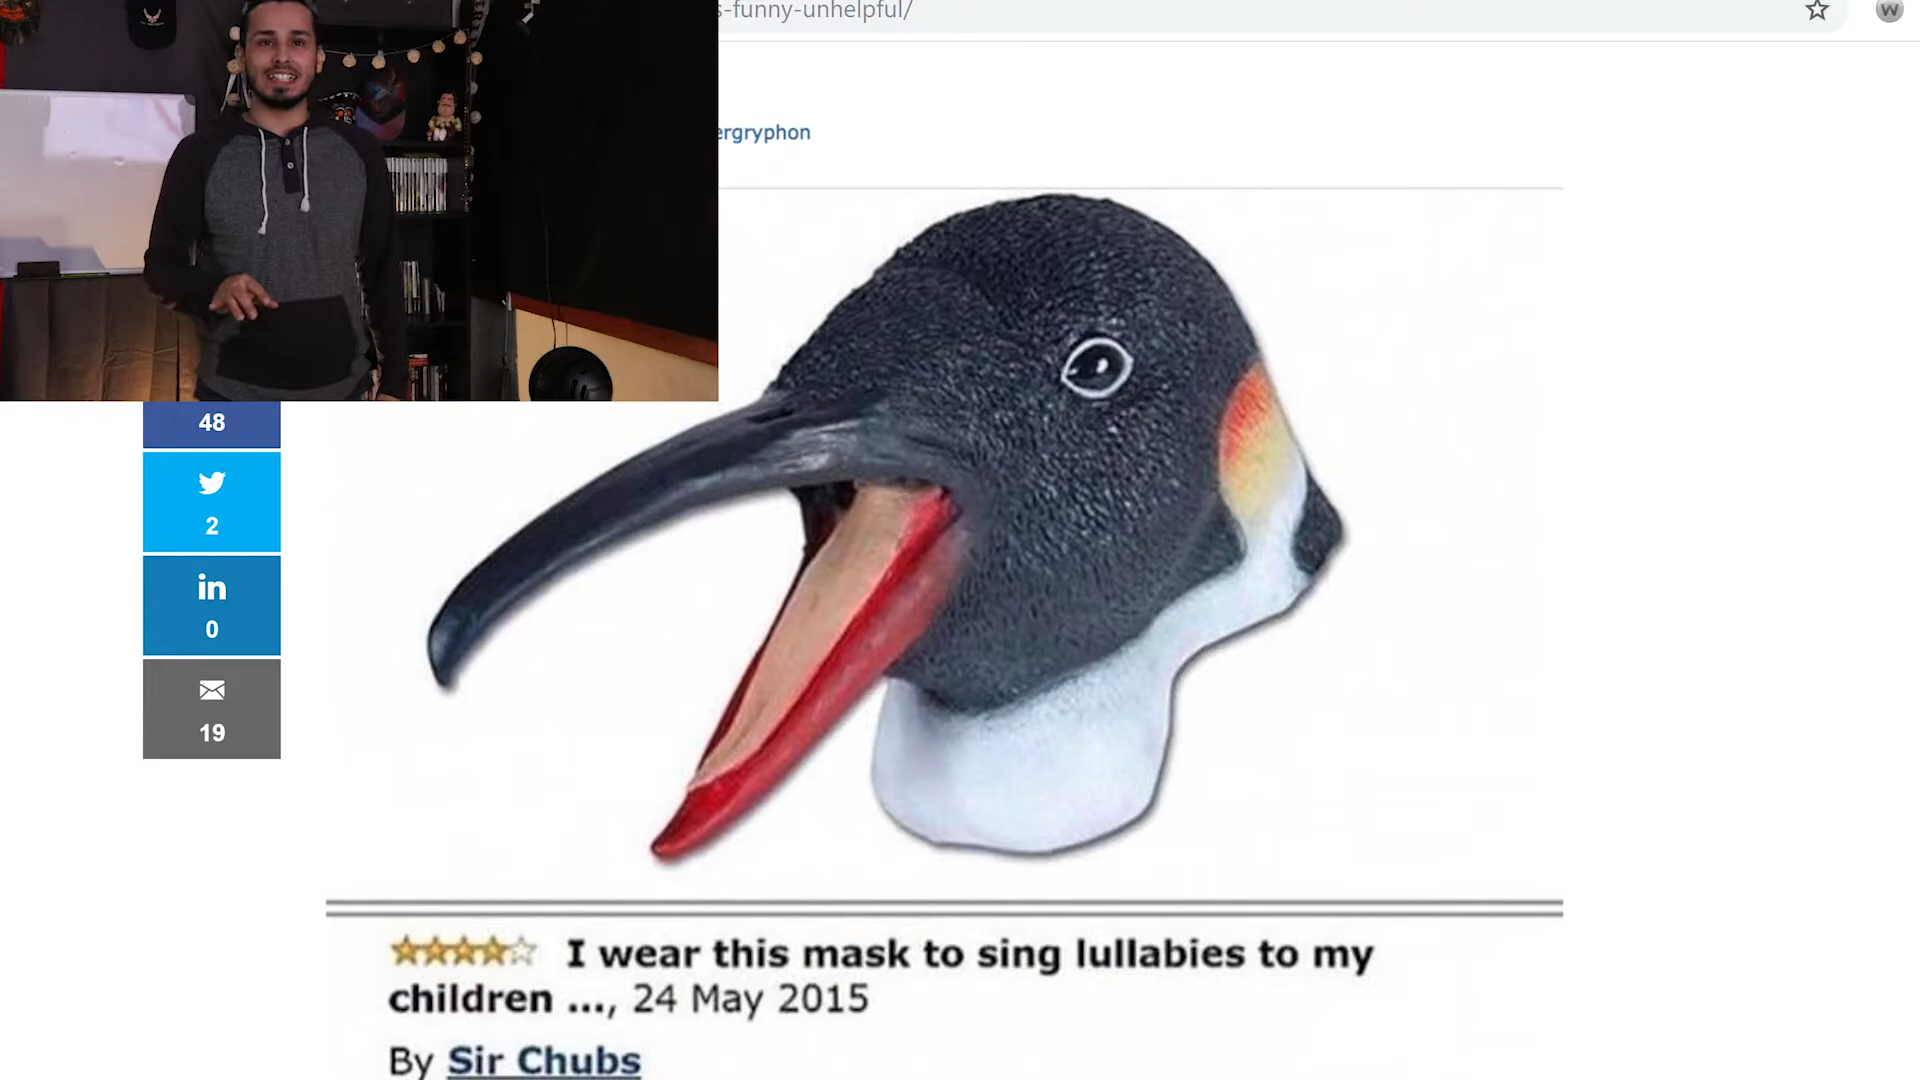 s-funny-unhelpful/
W
ergryphon
48
2
in
0
19
I wear this mask to sing lullabies to my
children ..., 24 May 2015
By Sir Chubs